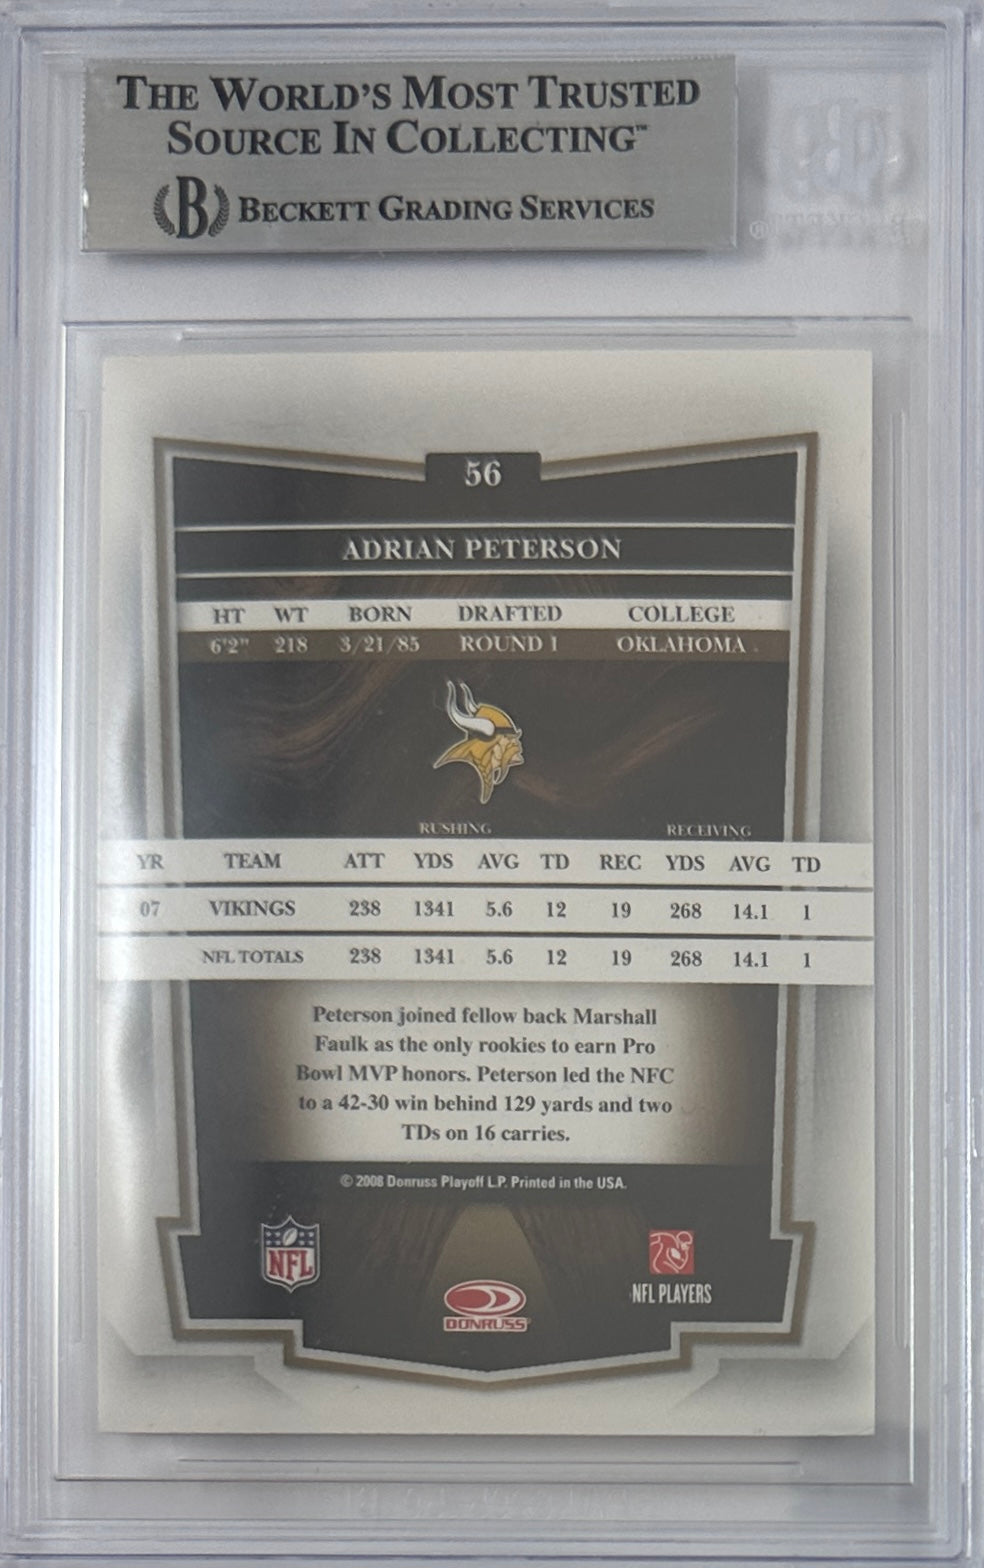 THE WORLD'S MOST TRUSTED
SOURCE IN COLLECTING™
B BECKETT GRADING SERVICES
®
56
ADRIAN PETERSON
HT WT BORN DRAFTED COLLEGE
6'2" 218 3/21/85 ROUND 1 OKLAHOMA
RUSHING RECEIVING
YR TEAM ATT YDS AVG TD REC YDS AVG TD
07 VIKINGS 238 1341 5.6 12 19 268 14.1 1
NFL TOTALS 238 1341 5.6 12 19 268 14.1 1
Peterson joined fellow back Marshall
Faulk as the only rookies to earn Pro
Bowl MVP honors. Peterson led the NFC
to a 42-30 win behind 129 yards and two
TDs on 16 carries.
© 2008 Donruss Playoff L.P. Printed in the USA.
NFL
NFL PLAYERS
DONRUSS